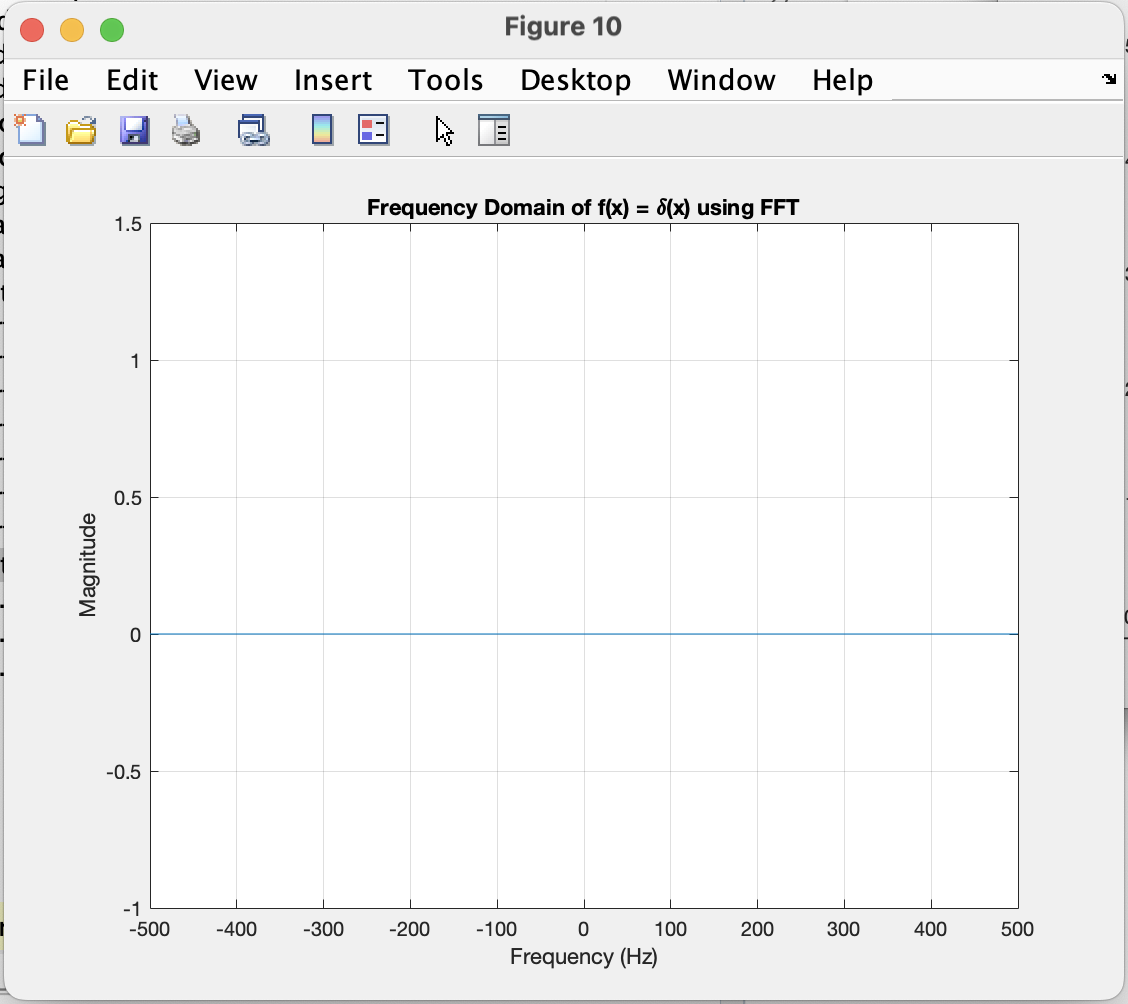 Figure 10
File Edit View Insert Tools Desktop Window Help
Frequency Domain of f(x) = δ(x) using FFT
1.5
1
0.5
0
-0.5
-1
Magnitude
-500 -400 -300 -200 -100 0 100 200 300 400 500
Frequency (Hz)